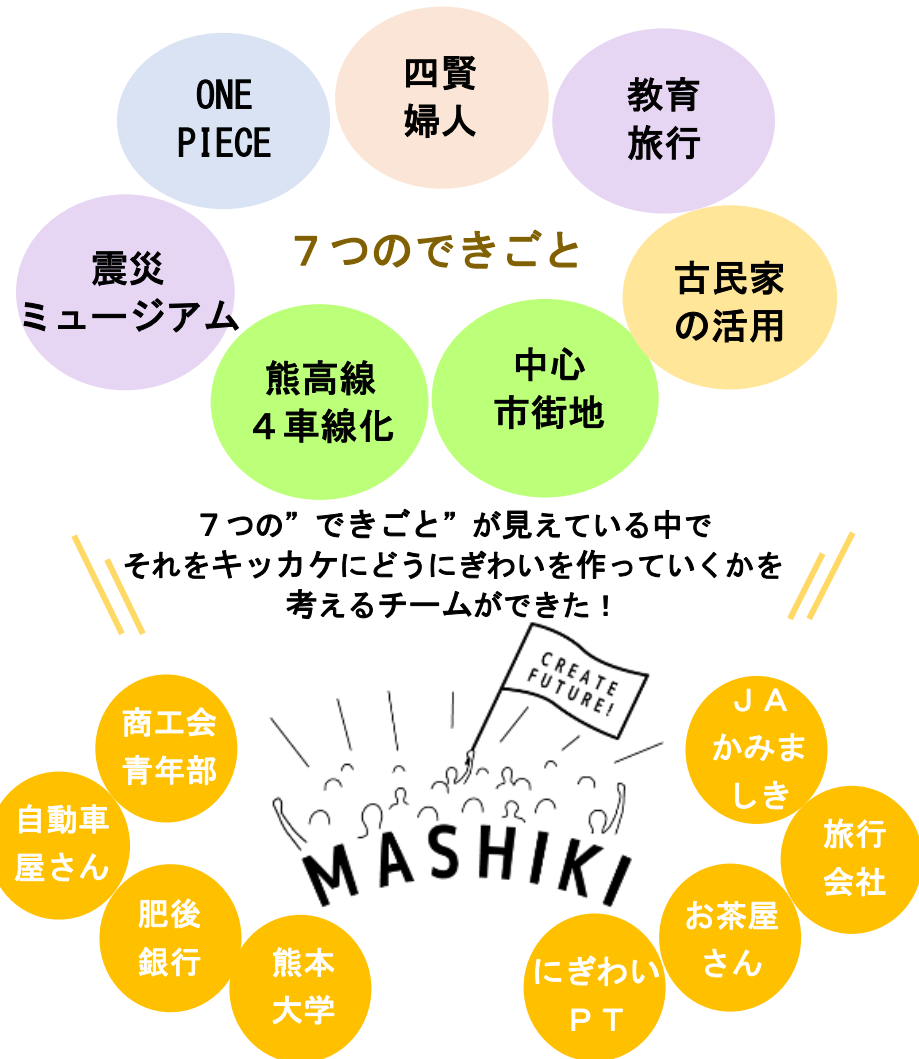 ONE
PIECE
四賢
婦人
教育
旅行
震災
ミュージアム
７つのできごと
古民家
の活用
熊高線
４車線化
中心
市街地
７つの”できごと”が見えている中で
それをキッカケにどうにぎわいを作っていくかを
考えるチームができた！
CREATE
FUTURE!
商工会
青年部
ＪＡ
かみま
しき
自動車
屋さん
旅行
会社
MASHIKI
肥後
銀行
お茶屋
さん
熊本
大学
にぎわい
ＰＴ